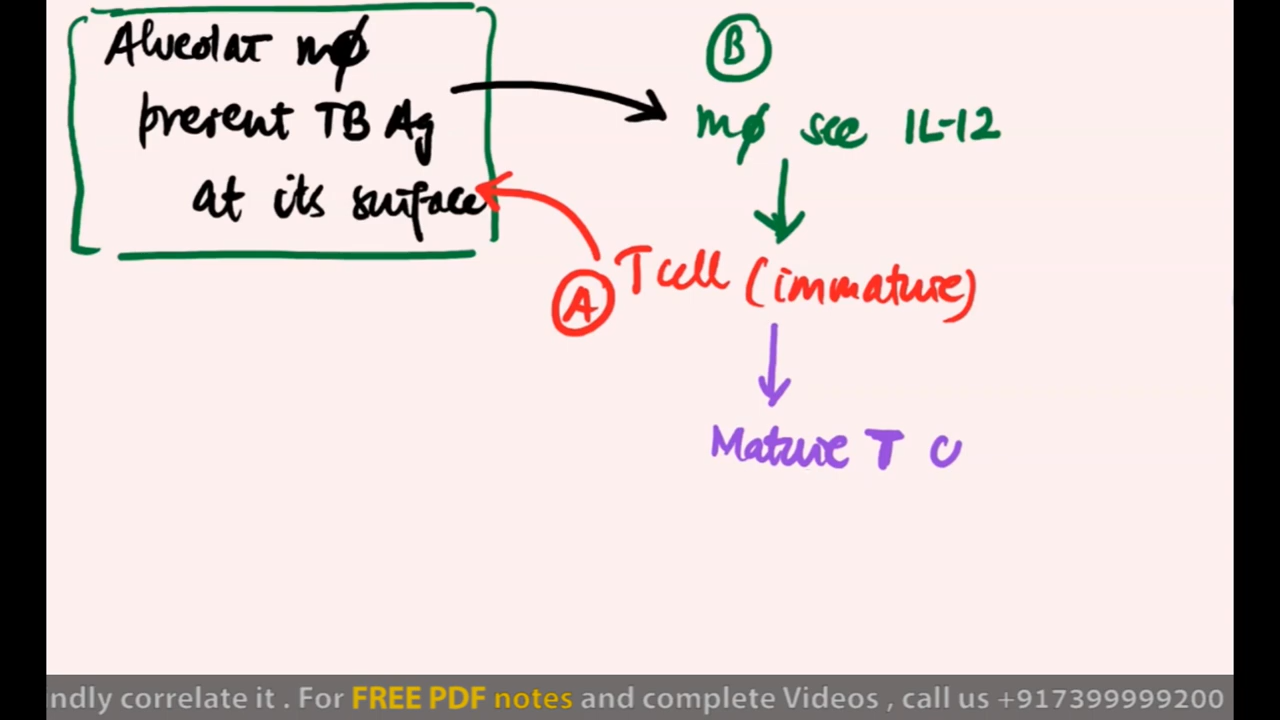 Alveolar mφ
present TB Ag
at its surface
B
mφ sec IL-12
A T cell (immature)
Mature T C
ndly correlate it . For FREE PDF notes and complete Videos , call us +917399999200